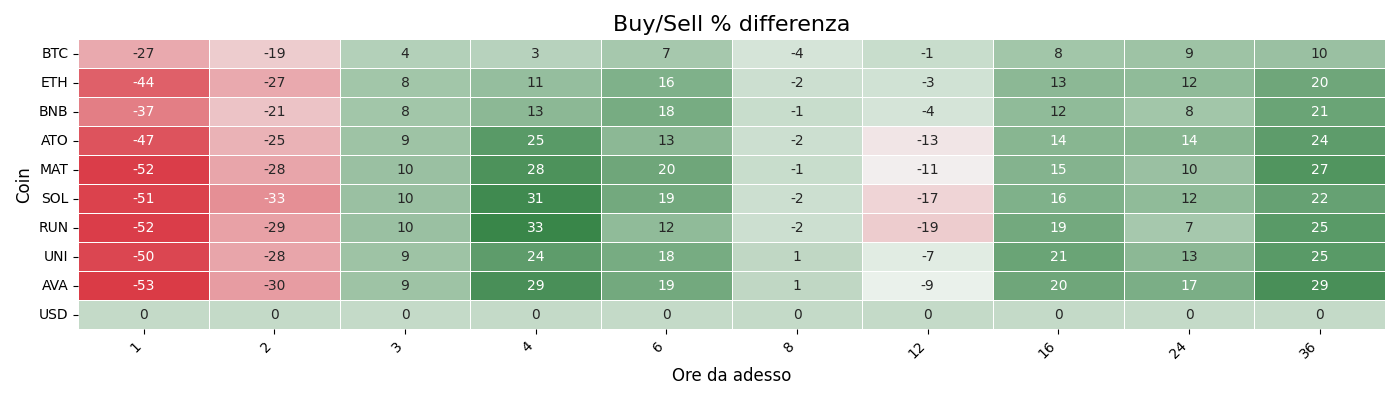 Buy/Sell % differenza
Coin
BTC -27 -19 4 3 7 -4 -1 8 9 10
ETH -44 -27 8 11 16 -2 -3 13 12 20
BNB -37 -21 8 13 18 -1 -4 12 8 21
ATO -47 -25 9 25 13 -2 -13 14 14 24
MAT -52 -28 10 28 20 -1 -11 15 10 27
SOL -51 -33 10 31 19 -2 -17 16 12 22
RUN -52 -29 10 33 12 -2 -19 19 7 25
UNI -50 -28 9 24 18 1 -7 21 13 25
AVA -53 -30 9 29 19 1 -9 20 17 29
USD 0 0 0 0 0 0 0 0 0 0
1 2 3 4 6 8 12 16 24 36
Ore da adesso